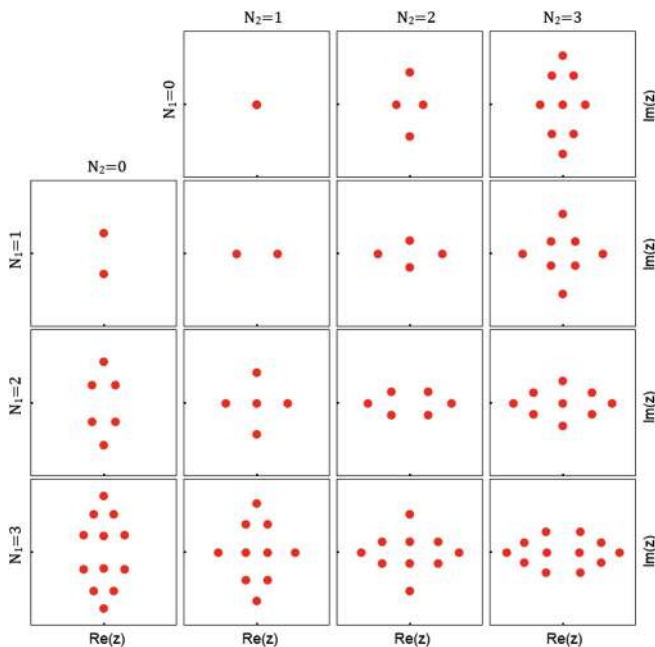 N₂=1 N₂=2 N₂=3
N₁=0 Im(z)
N₂=0
N₁=1 Im(z)
N₁=2 Im(z)
N₁=3 Im(z)
Re(z) Re(z) Re(z) Re(z)